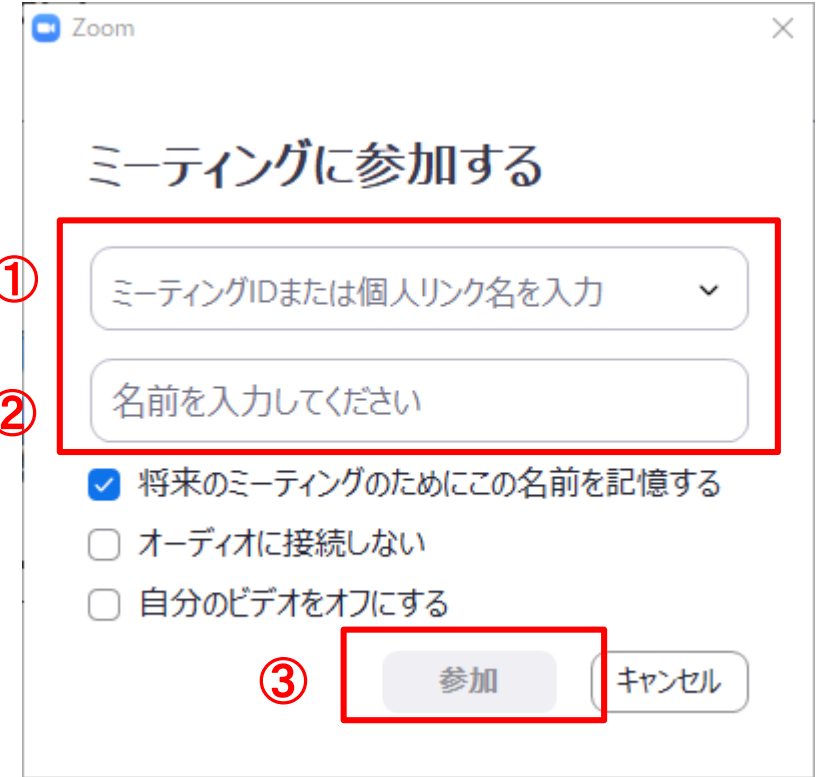 Zoom
ミーティングに参加する
①
ミーティングIDまたは個人リンク名を入力
②
名前を入力してください
将来のミーティングのためにこの名前を記憶する
オーディオに接続しない
自分のビデオをオフにする
③
参加
キャンセル